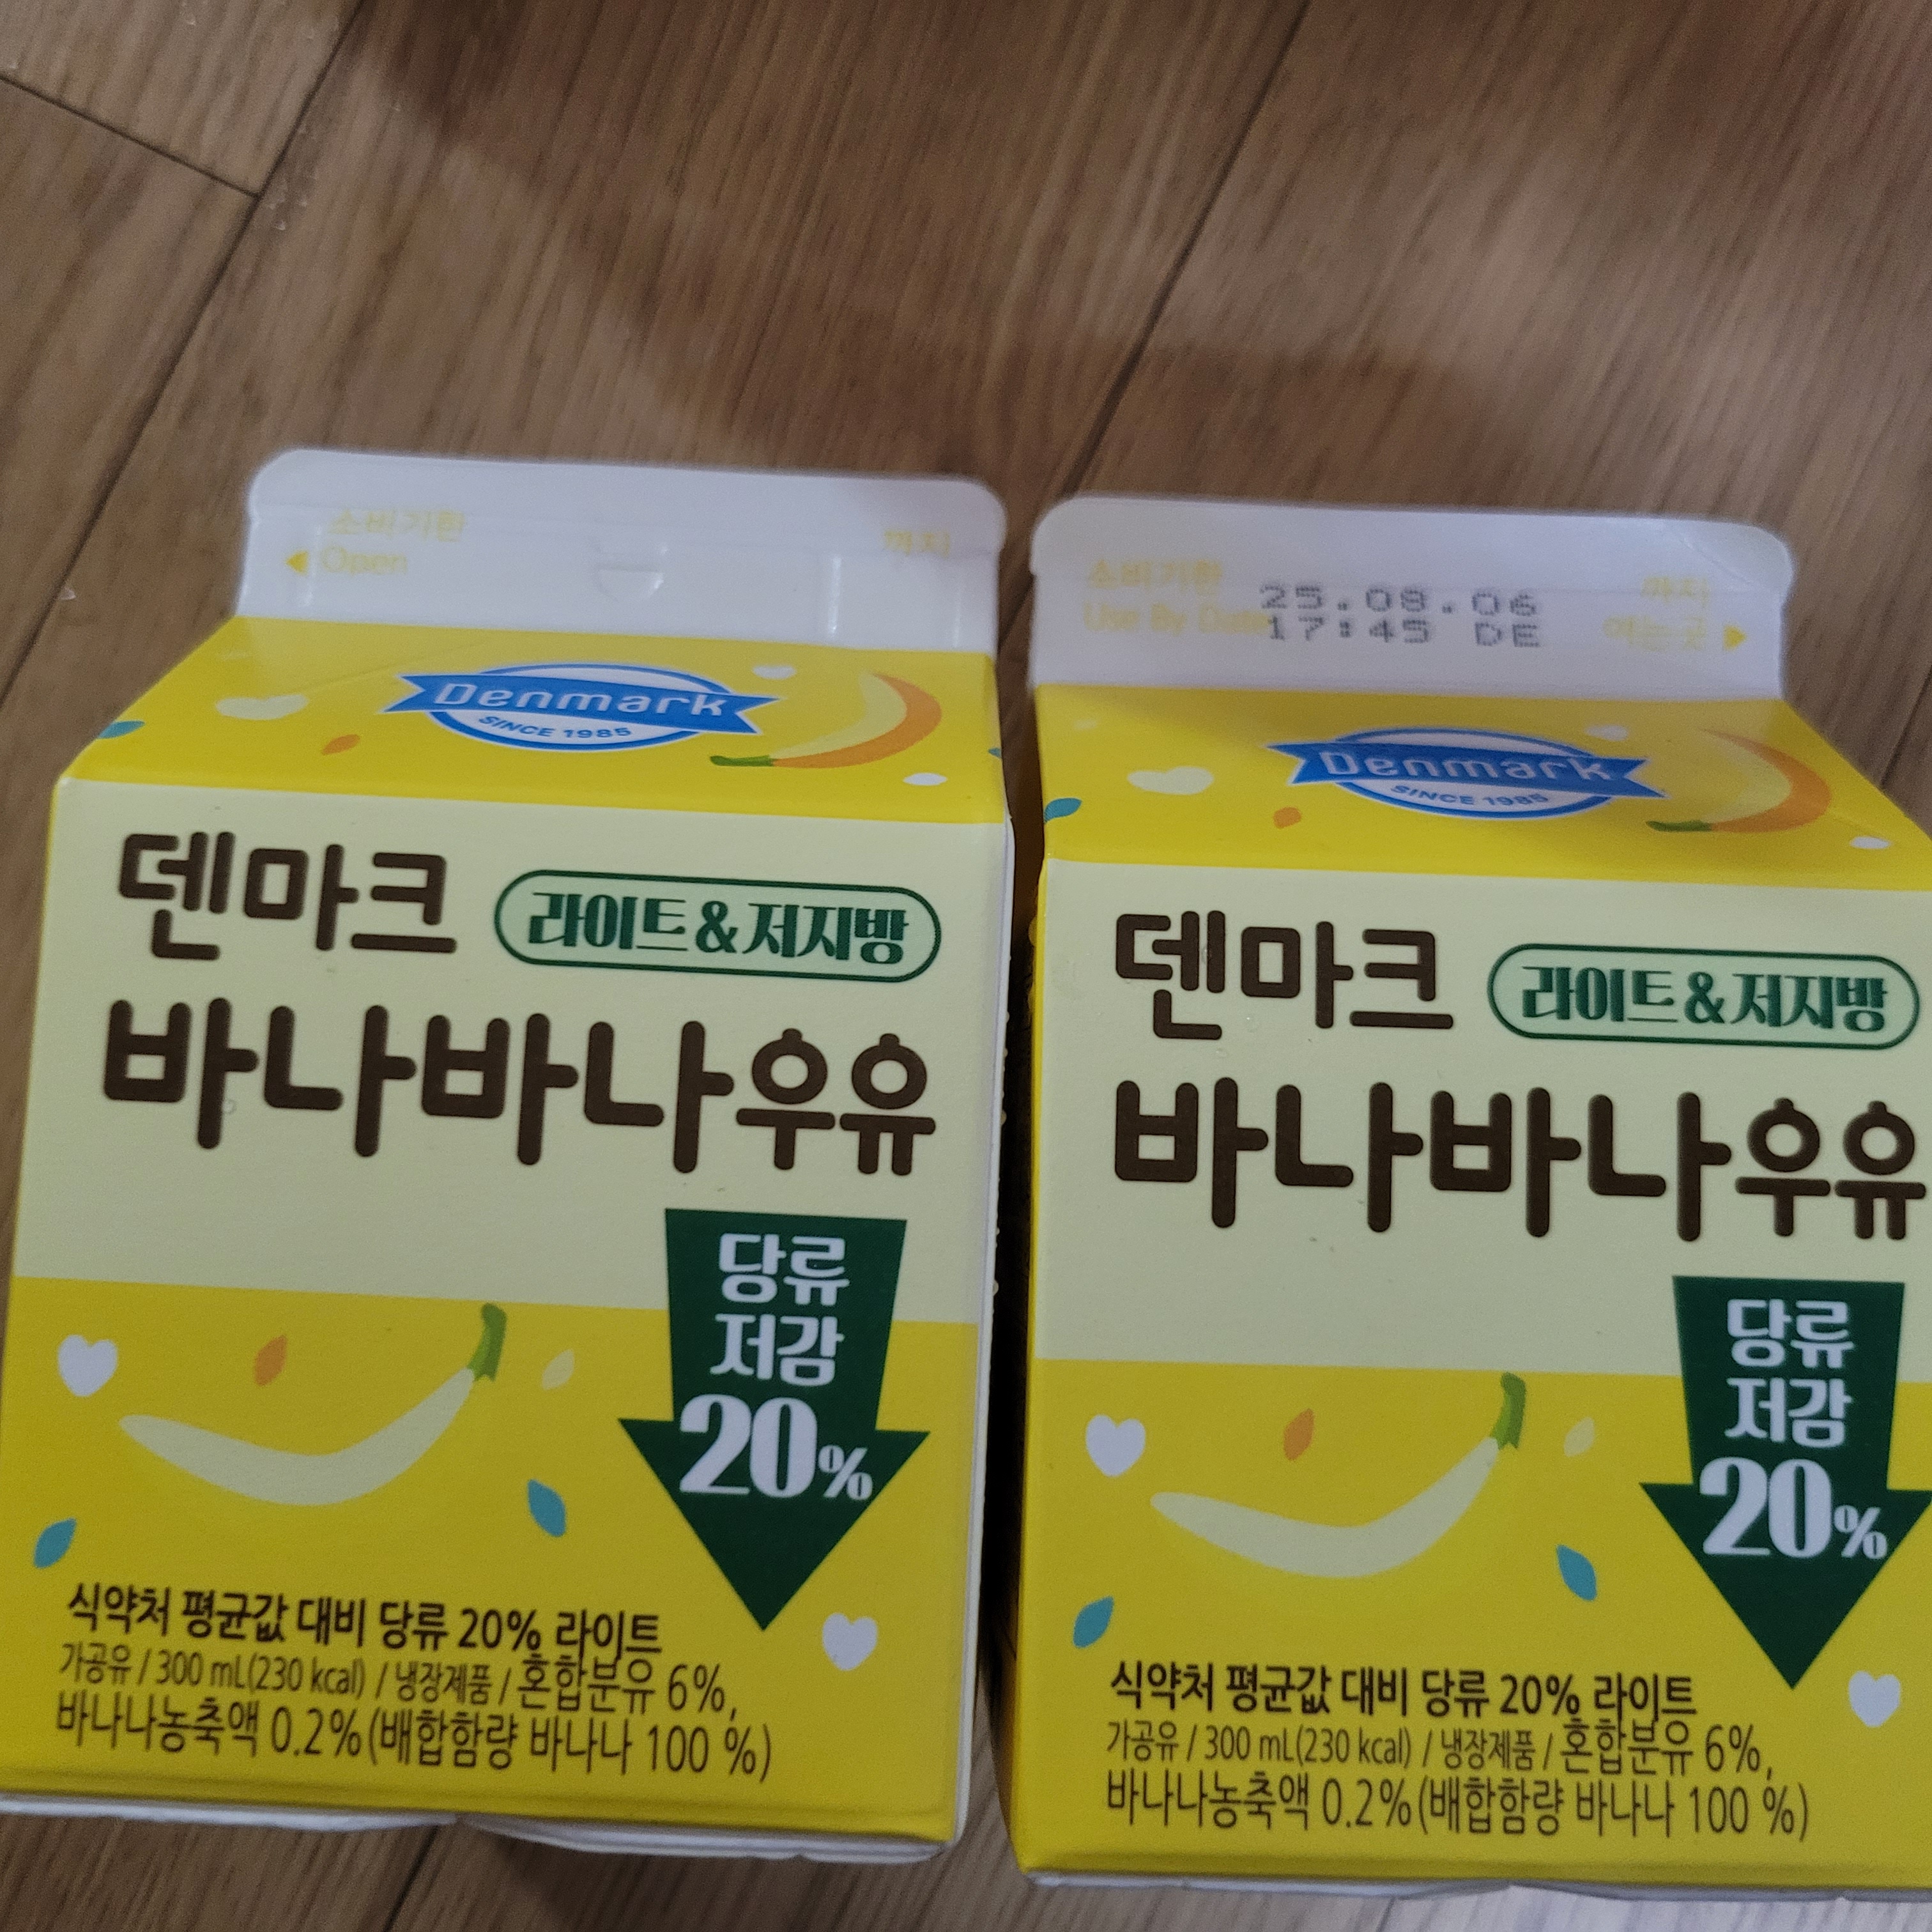 소비기한 까지
Open
Denmark
SINCE 1985
덴마크 라이트&저지방
바나바나우유
당류
저감
20%
식약처 평균값 대비 당류 20% 라이트
가공유 / 300 mL(230 kcal) / 냉장제품 / 혼합분유 6%,
바나나농축액 0.2%(배합함량 바나나 100 %)
소비기한 25.08.06 까지
Use By Date 17:45 DE 여는곳
Denmark
SINCE 1985
덴마크 라이트&저지방
바나바나우유
당류
저감
20%
식약처 평균값 대비 당류 20% 라이트
가공유 / 300 mL(230 kcal) / 냉장제품 / 혼합분유 6%,
바나나농축액 0.2%(배합함량 바나나 100 %)